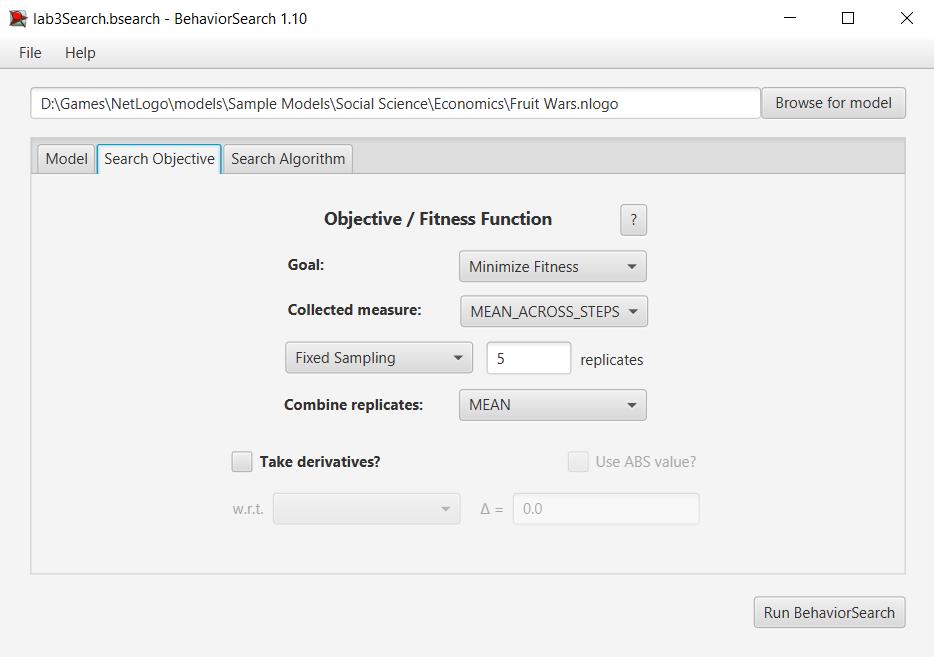 lab3Search.bsearch - BehaviorSearch 1.10
File Help
D:\Games\NetLogo\models\Sample Models\Social Science\Economics\Fruit Wars.nlogo Browse for model
Model Search Objective Search Algorithm
Objective / Fitness Function ?
Goal: Minimize Fitness
Collected measure: MEAN_ACROSS_STEPS
Fixed Sampling 5 replicates
Combine replicates: MEAN
Take derivatives? Use ABS value?
w.r.t. Δ = 0.0
Run BehaviorSearch